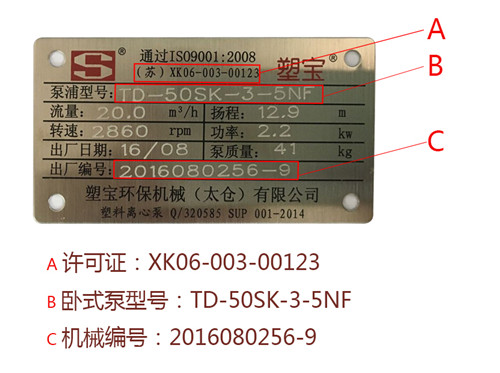 通过ISO9001:2008
(苏) XK06-003-00123
塑宝®
A
B
泵浦型号: TD-50SK-3-5NF
流量: 20.0 m³/h 扬程: 12.9 m
转速: 2860 rpm 功率: 2.2 kw
出厂日期: 16/08 泵质量: 41 kg
C
出厂编号: 2016080256-9
塑宝环保机械(太仓)有限公司
塑料离心泵 Q/320585 SUP 001-2014
A 许可证：XK06-003-00123
B 卧式泵型号：TD-50SK-3-5NF
C 机械编号：2016080256-9